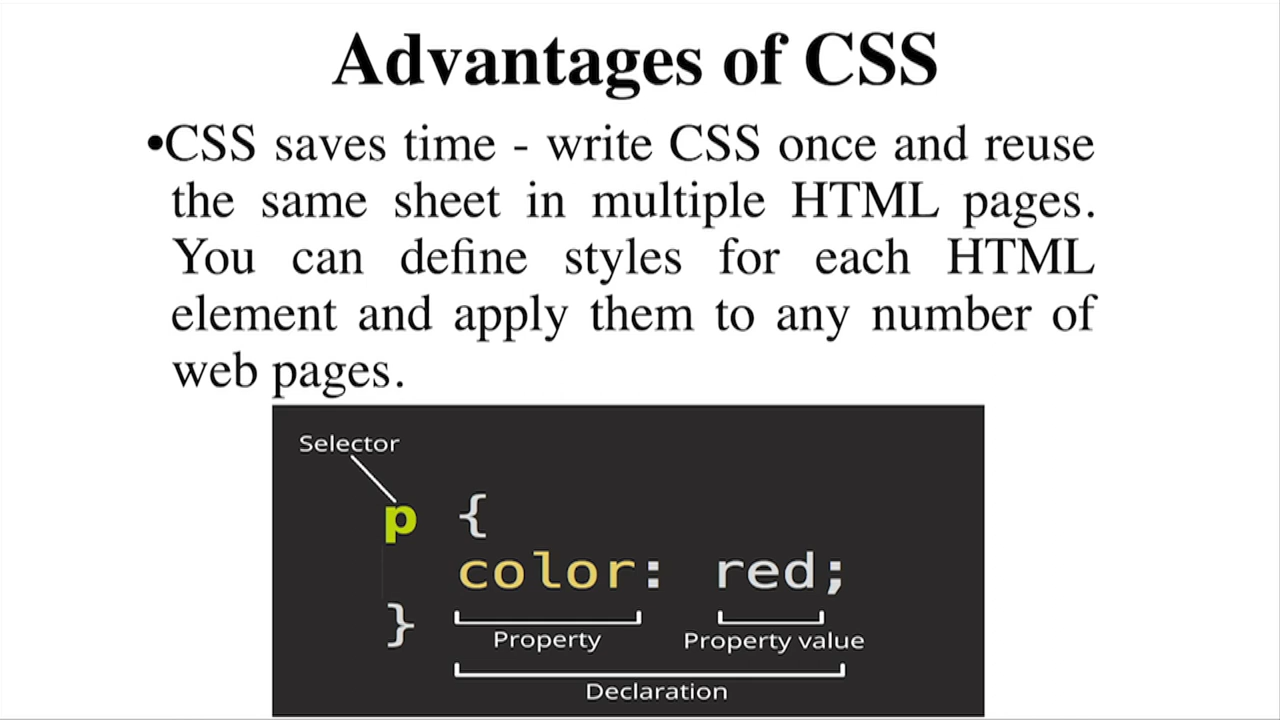 Advantages of CSS
•CSS saves time - write CSS once and reuse
the same sheet in multiple HTML pages.
You can define styles for each HTML
element and apply them to any number of
web pages.
Selector
p {
color: red;
}
Property Property value
Declaration